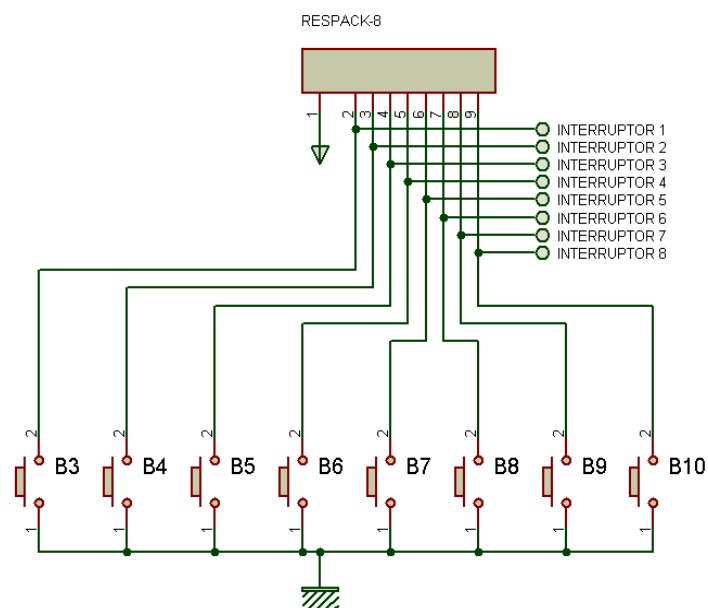 RESPACK-8
1 2 3 4 5 6 7 8 9
INTERRUPTOR 1
INTERRUPTOR 2
INTERRUPTOR 3
INTERRUPTOR 4
INTERRUPTOR 5
INTERRUPTOR 6
INTERRUPTOR 7
INTERRUPTOR 8
2 2 2 2 2 2 2 2
B3 B4 B5 B6 B7 B8 B9 B10
1 1 1 1 1 1 1 1